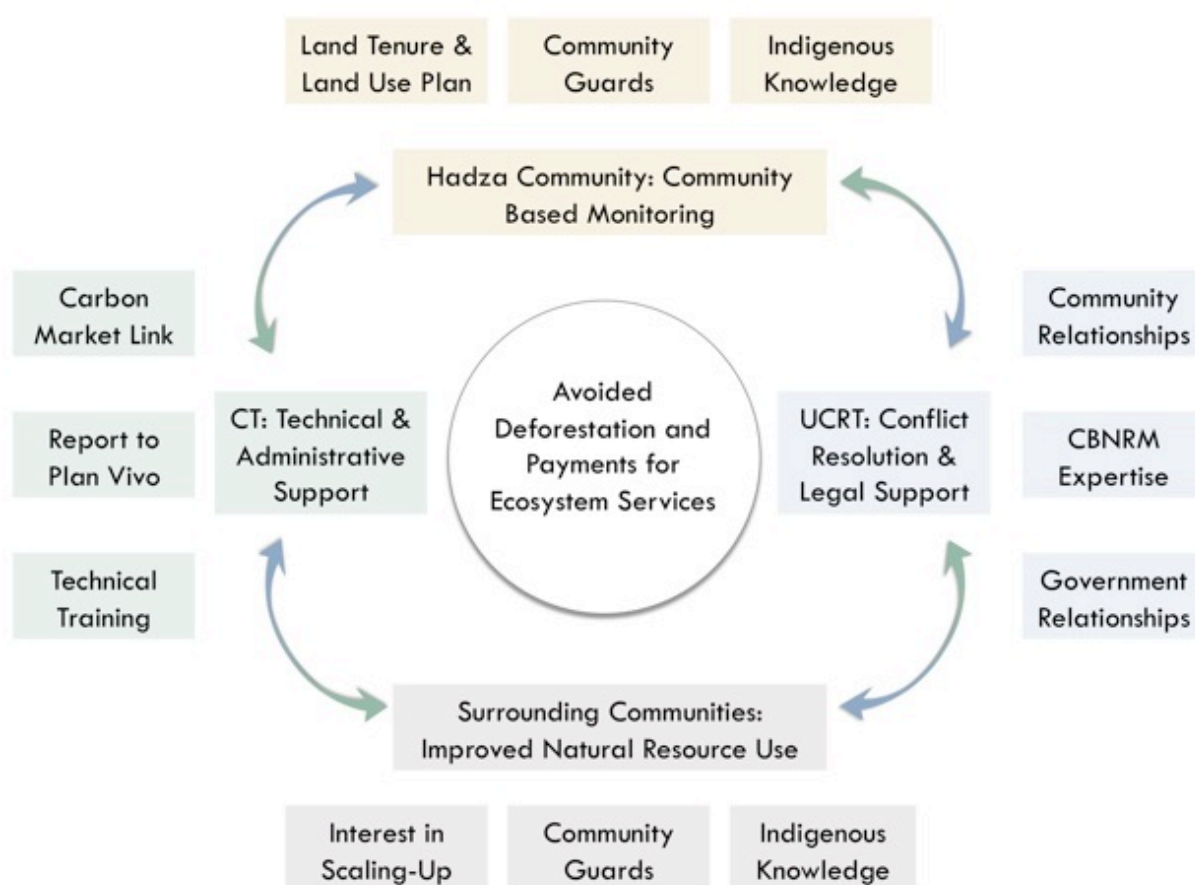 Land Tenure &
Land Use Plan
Community
Guards
Indigenous
Knowledge
Hadza Community: Community
Based Monitoring
Carbon
Market Link
Report to
Plan Vivo
Technical
Training
CT: Technical &
Administrative
Support
Avoided
Deforestation and
Payments for
Ecosystem Services
UCRT: Conflict
Resolution &
Legal Support
Community
Relationships
CBNRM
Expertise
Government
Relationships
Surrounding Communities:
Improved Natural Resource Use
Interest in
Scaling-Up
Community
Guards
Indigenous
Knowledge